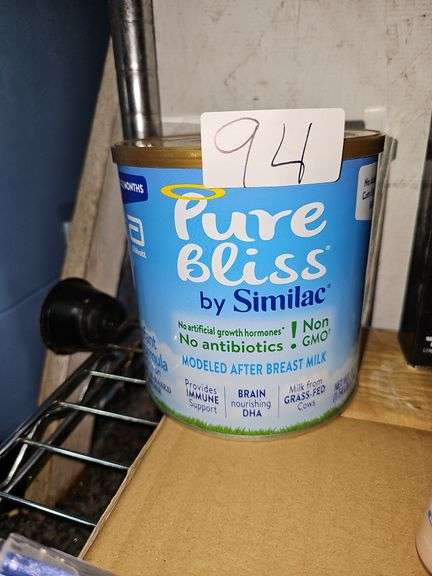 94
MONTHS
Pure
Bliss
by Similac
No artificial growth hormones*
No antibiotics
! Non
GMO*
MODELED AFTER BREAST MILK
Provides
IMMUNE
Support
BRAIN
nourishing
DHA
Milk from
GRASS-FED
Cows